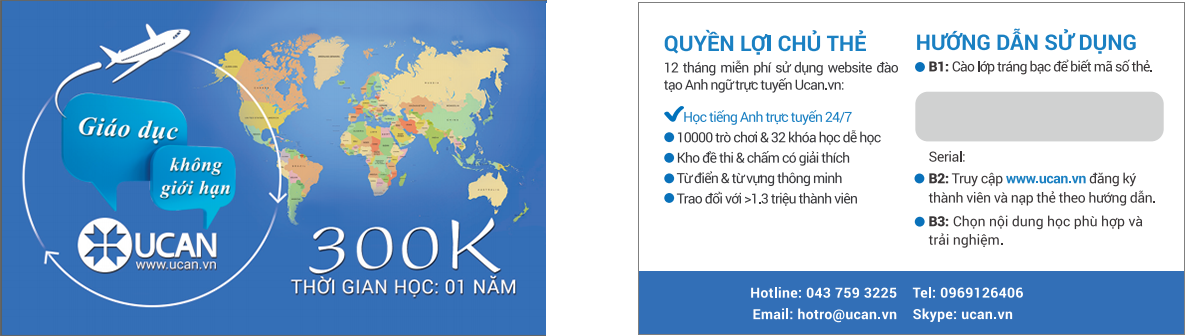 Giáo dục
không
giới hạn
UCAN
www.ucan.vn
300K
THỜI GIAN HỌC: 01 NĂM
QUYỀN LỢI CHỦ THẺ
12 tháng miễn phí sử dụng website đào
tạo Anh ngữ trực tuyến Ucan.vn:
Học tiếng Anh trực tuyến 24/7
10000 trò chơi & 32 khóa học dễ học
Kho đề thi & chấm có giải thích
Từ điển & từ vựng thông minh
Trao đổi với >1.3 triệu thành viên
HƯỚNG DẪN SỬ DỤNG
B1: Cào lớp tráng bạc để biết mã số thẻ.
Serial:
B2: Truy cập www.ucan.vn đăng ký
thành viên và nạp thẻ theo hướng dẫn.
B3: Chọn nội dung học phù hợp và
trải nghiệm.
Hotline: 043 759 3225 Tel: 0969126406
Email: hotro@ucan.vn Skype: ucan.vn